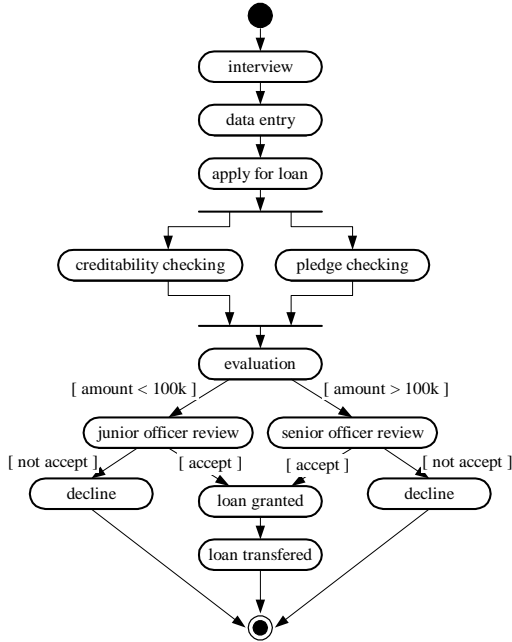 interview
data entry
apply for loan
creditability checking
pledge checking
evaluation
[ amount < 100k ]
[ amount > 100k ]
junior officer review
senior officer review
[ not accept ]
[ accept ]
[ accept ]
[ not accept ]
decline
loan granted
decline
loan transfered